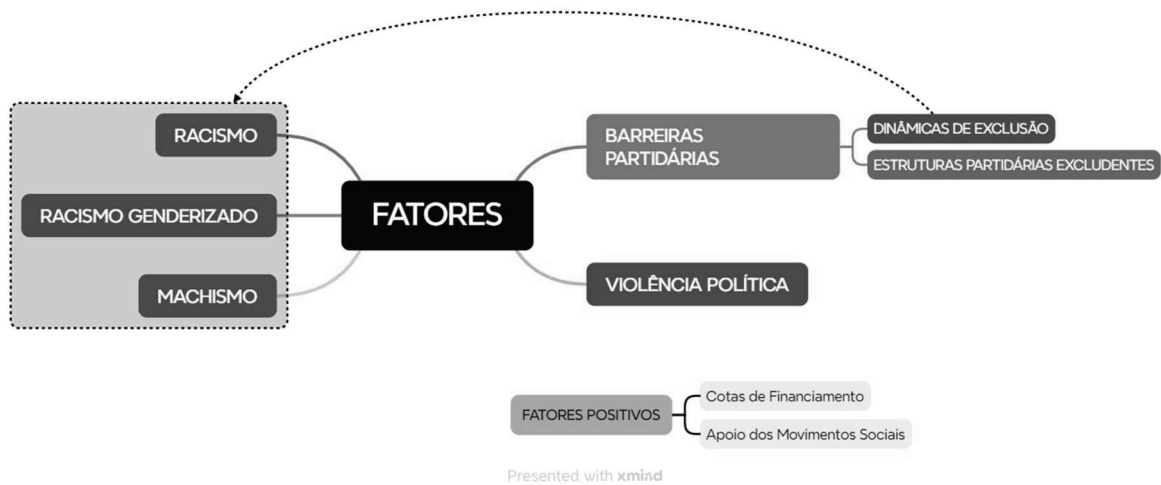 RACISMO
RACISMO GENDERIZADO
MACHISMO
FATORES
BARREIRAS
PARTIDÁRIAS
DINÂMICAS DE EXCLUSÃO
ESTRUTURAS PARTIDÁRIAS EXCLUDENTES
VIOLÊNCIA POLÍTICA
FATORES POSITIVOS
Cotas de Financiamento
Apoio dos Movimentos Sociais
Presented with xmind